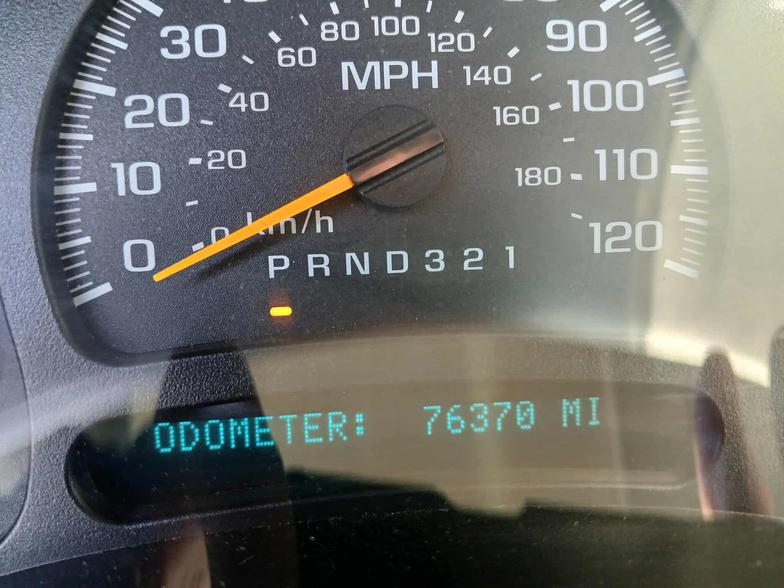 30 60 80 100 120 90
MPH 140
20 40 160 100
10 20 180 110
0 0 km/h 120
P R N D 3 2 1
ODOMETER: 76370 MI